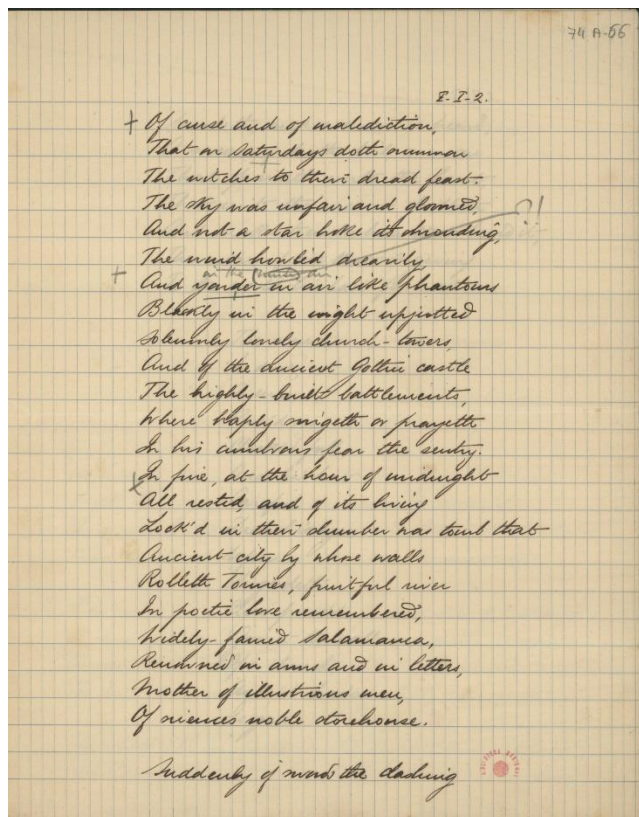 74 A-66
E-I-2.
Of curse and of malediction,
That on Saturdays doth summon
The witches to their dread feast.
The sky was unfair and gloomed,
?!
And not a star broke its shrouding,
The wind howled drearily
on the
And yonder in air like phantoms
Blackly in the night upjutted
Solemnly lonely church-towers
And of the ancient Gothic castle
The highly-built battlements,
Where haply singeth or prayeth
In his cumbrous fear the sentry.
In fine, at the hour of midnight
All rested, and of its living
Lock'd in their slumber was tomb that
Ancient city by whose walls
Rolleth Tormes, fruitful river
In poetic love remembered,
Widely-famed Salamanca,
Renowned in arms and in letters,
Mother of illustrious men,
Of sciences noble storehouse.
Suddenly of swords the clashing